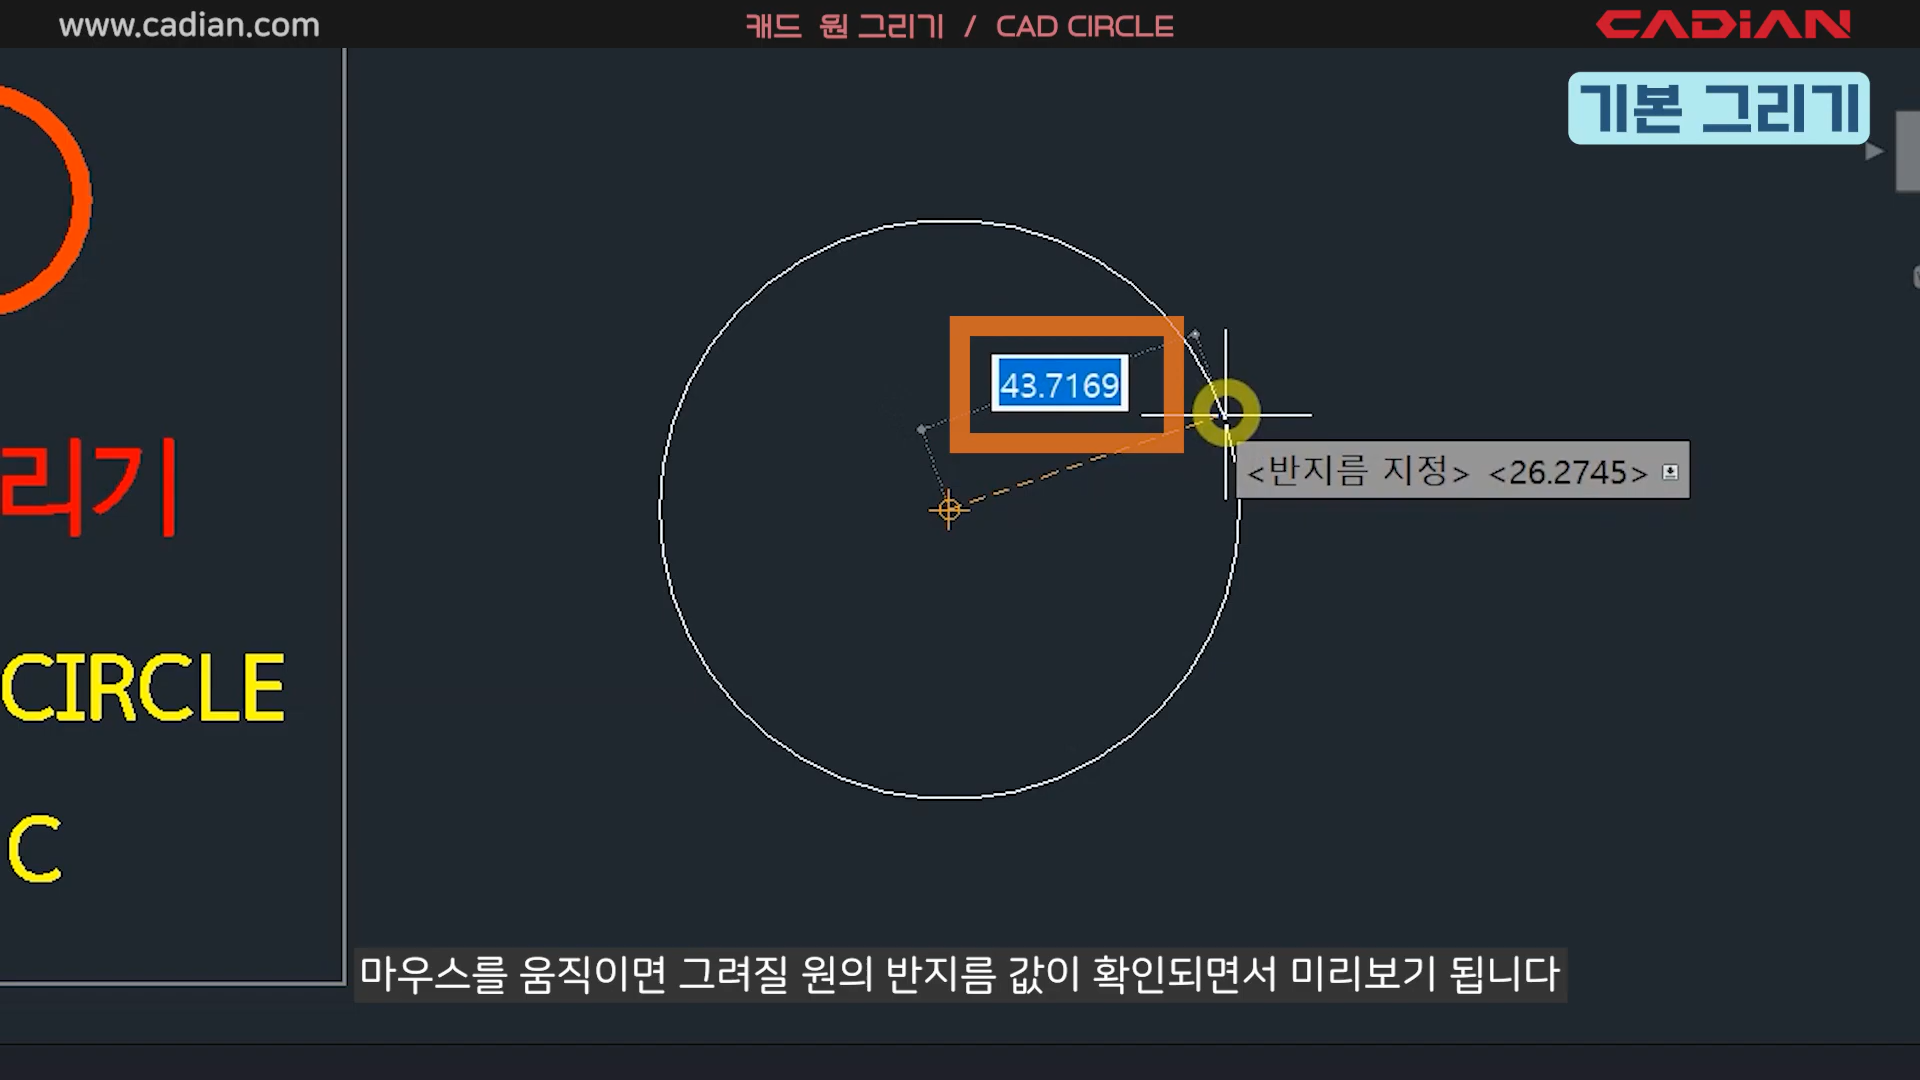 www.cadian.com
캐드 원 그리기 / CAD CIRCLE
CADiAN
기본 그리기
43.7169
<반지름 지정> <26.2745>
리기
CIRCLE
C
마우스를 움직이면 그려질 원의 반지름 값이 확인되면서 미리보기 됩니다